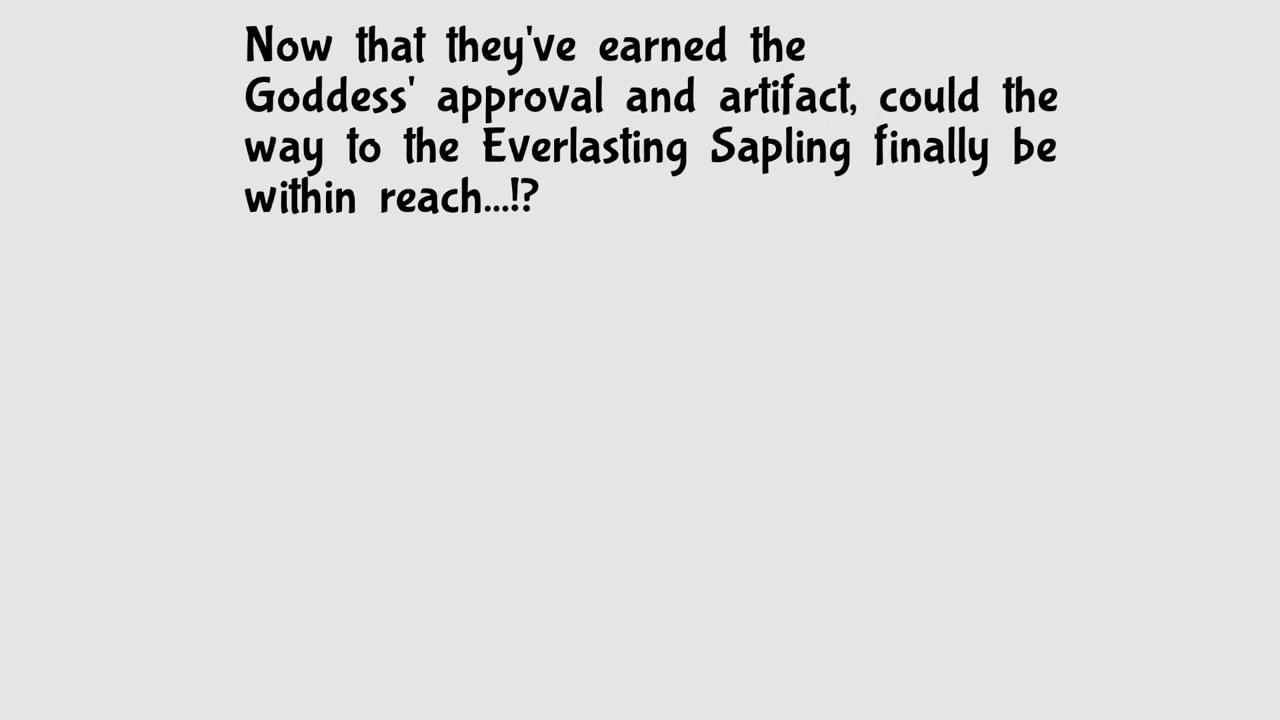 Now that they've earned the
Goddess' approval and artifact, could the
way to the Everlasting Sapling finally be
within reach...!?